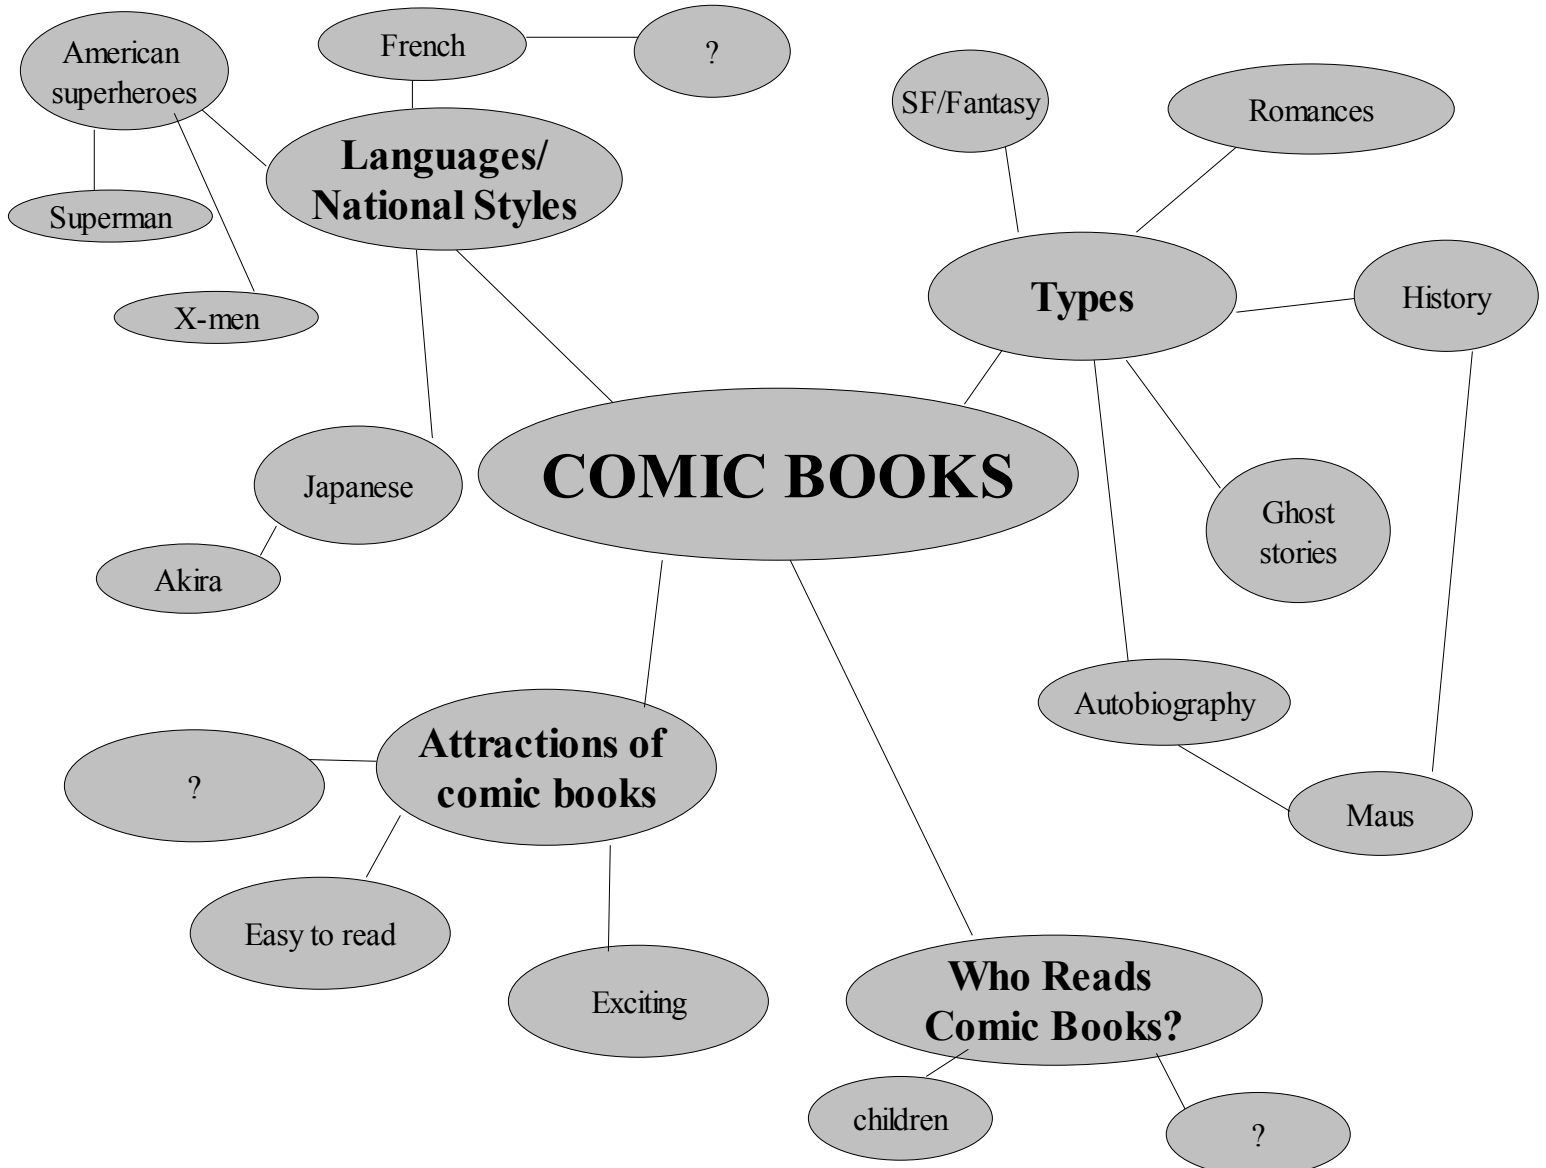 American
superheroes
French
?
Languages/
National Styles
Superman
X-men
SF/Fantasy
Romances
Types
History
COMIC BOOKS
Japanese
Akira
Ghost
stories
Autobiography
Maus
Attractions of
comic books
?
Easy to read
Exciting
Who Reads
Comic Books?
children
?